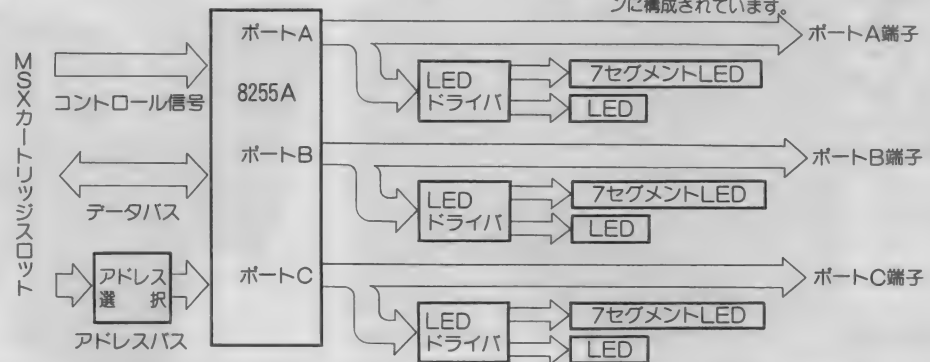 ンに構成されています。
MSXカートリッジスロット
コントロール信号
データバス
アドレス
選択
アドレスバス
8255A
ポートA
ポートB
ポートC
LED
ドライバ
7セグメントLED
LED
ポートA端子
LED
ドライバ
7セグメントLED
LED
ポートB端子
LED
ドライバ
7セグメントLED
LED
ポートC端子